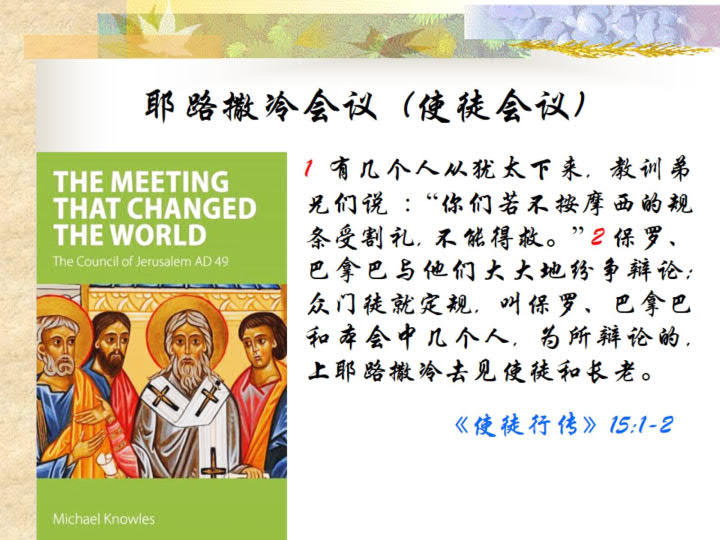 耶路撒冷会议（使徒会议）
THE MEETING
THAT CHANGED
THE WORLD
The Council of Jerusalem AD 49
Michael Knowles
1 有几个人从犹太下来，教训弟
兄们说：“你们若不按摩西的规
条受割礼，不能得救。”2 保罗、
巴拿巴与他们大大地纷争辩论；
众门徒就定规，叫保罗、巴拿巴
和本会中几个人，为所辩论的，
上耶路撒冷去见使徒和长老。
《使徒行传》15:1-2